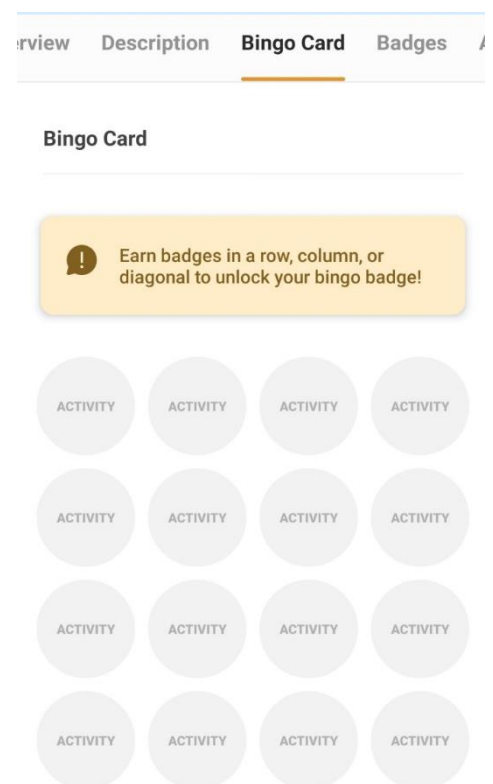 rview Description Bingo Card Badges
Bingo Card
!
Earn badges in a row, column, or
diagonal to unlock your bingo badge!
ACTIVITY ACTIVITY ACTIVITY ACTIVITY
ACTIVITY ACTIVITY ACTIVITY ACTIVITY
ACTIVITY ACTIVITY ACTIVITY ACTIVITY
ACTIVITY ACTIVITY ACTIVITY ACTIVITY